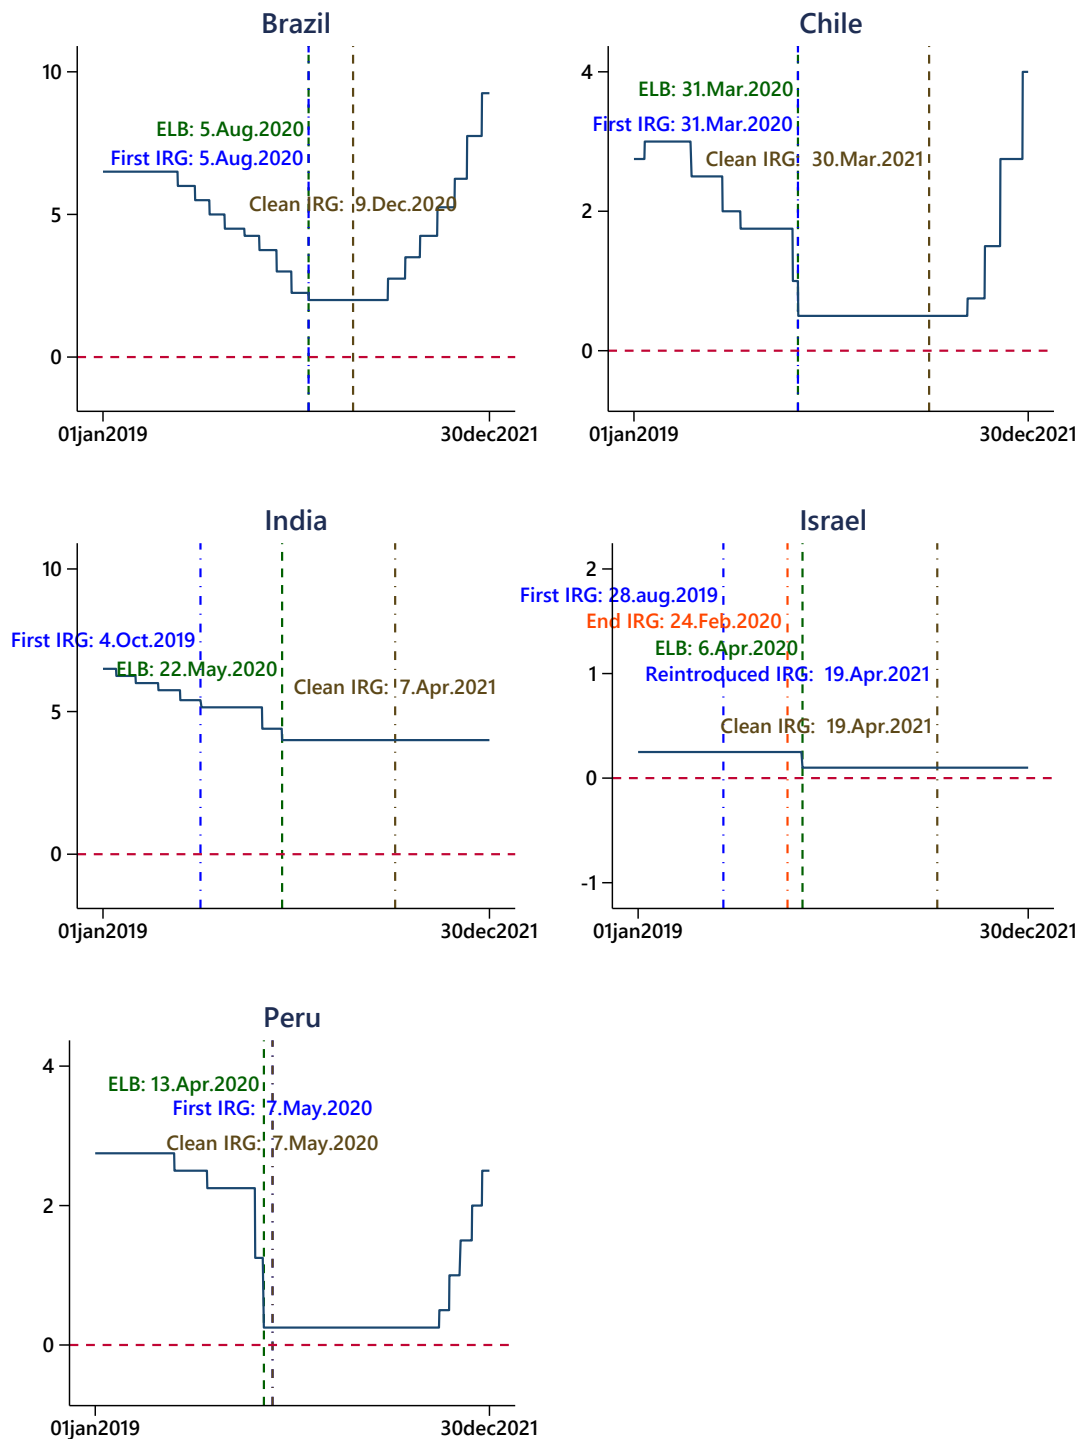 Brazil
10
ELB: 5.Aug.2020
First IRG: 5.Aug.2020
Clean IRG:  9.Dec.2020
5
0
01jan2019
30dec2021
Chile
4
ELB: 31.Mar.2020
First IRG: 31.Mar.2020
Clean IRG:  30.Mar.2021
2
0
01jan2019
30dec2021
India
10
First IRG: 4.Oct.2019
ELB: 22.May.2020
Clean IRG: 7.Apr.2021
5
0
01jan2019
30dec2021
Israel
2
First IRG: 28.aug.2019
End IRG: 24.Feb.2020
ELB: 6.Apr.2020
Reintroduced IRG:  19.Apr.2021
1
Clean IRG:  19.Apr.2021
0
-1
01jan2019
30dec2021
Peru
4
ELB: 13.Apr.2020
First IRG:  7.May.2020
Clean IRG:  7.May.2020
2
0
01jan2019
30dec2021